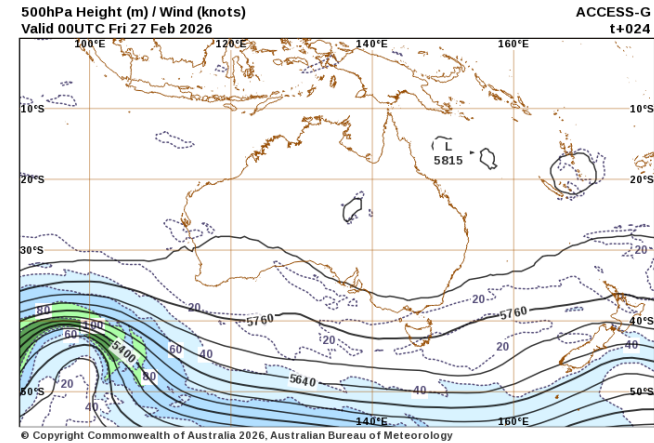 500hPa Height (m) / Wind (knots) ACCESS-G
Valid 00UTC Fri 27 Feb 2026 t+024
100°E 120°E 140°E 160°E
10°S 10°S
L
5815
20°S 20°S
30°S 20 30°S
20 20
80 5760 5760 40°S
100
60 20
5400 60 40 20 40
80
20 5640 40
50°S 50°S
40
140°E 160°E
© Copyright Commonwealth of Australia 2026, Australian Bureau of Meteorology